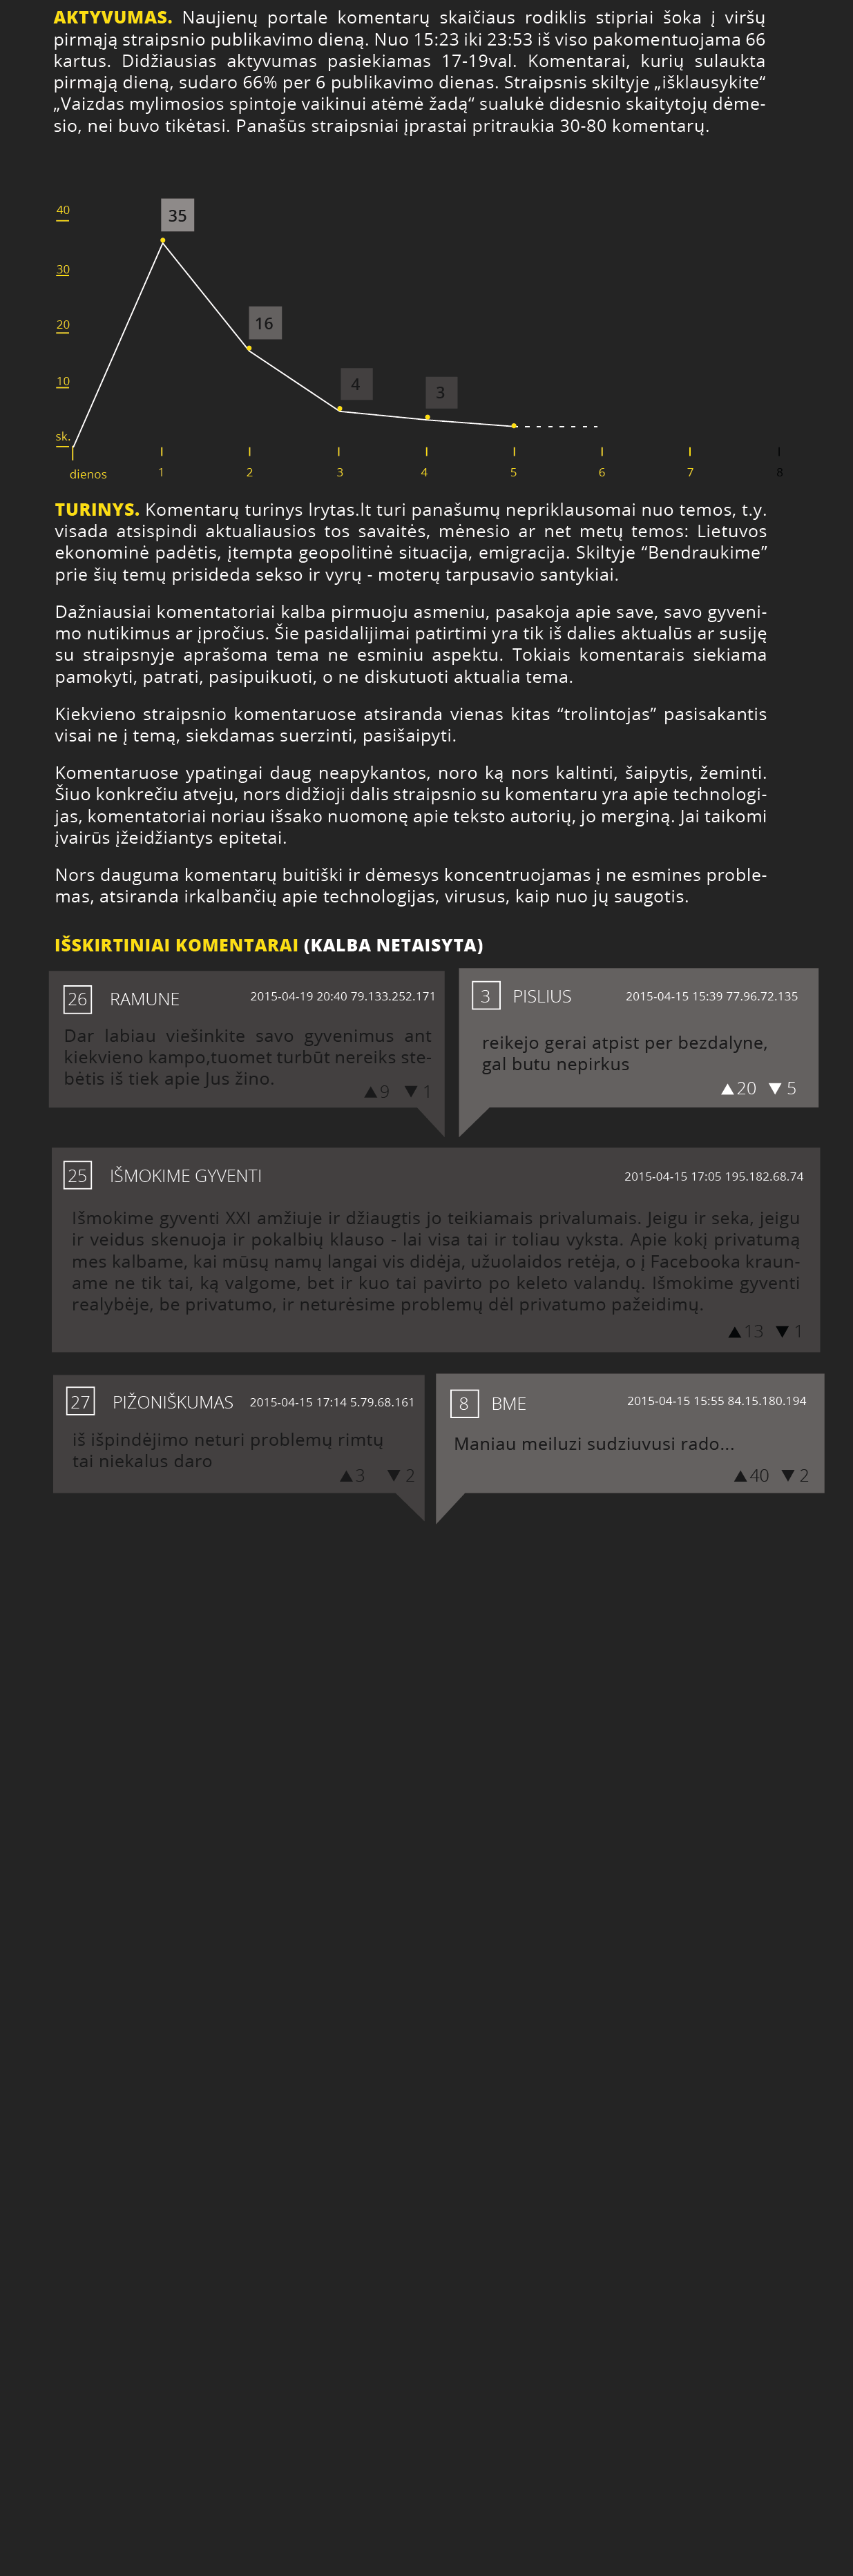 AKTYVUMAS. Naujienų portale komentarų skaičiaus rodiklis stipriai šoka į viršų
pirmąją straipsnio publikavimo dieną. Nuo 15:23 iki 23:53 iš viso pakomentuojama 66
kartus. Didžiausias aktyvumas pasiekiamas 17-19val. Komentarai, kurių sulaukta
pirmąją dieną, sudaro 66% per 6 publikavimo dienas. Straipsnis skiltyje „išklausykite“
„Vaizdas mylimosios spintoje vaikinui atėmė žadą“ sualukė didesnio skaitytojų dėme-
sio, nei buvo tikėtasi. Panašūs straipsniai įprastai pritraukia 30-80 komentarų.
40
35
30
16
20
10
4
3
sk.
dienos
1
2
3
4
5
6
7
8
TURINYS. Komentarų turinys lrytas.lt turi panašumų nepriklausomai nuo temos, t.y.
visada atsispindi aktualiausios tos savaitės, mėnesio ar net metų temos: Lietuvos
ekonominė padėtis, įtempta geopolitinė situacija, emigracija. Skiltyje “Bendraukime”
prie šių temų prisideda sekso ir vyrų - moterų tarpusavio santykiai.
Dažniausiai komentatoriai kalba pirmuoju asmeniu, pasakoja apie save, savo gyveni-
mo nutikimus ar įpročius. Šie pasidalijimai patirtimi yra tik iš dalies aktualūs ar susiję
su straipsnyje aprašoma tema ne esminiu aspektu. Tokiais komentarais siekiama
pamokyti, patrati, pasipuikuoti, o ne diskutuoti aktualia tema.
Kiekvieno straipsnio komentaruose atsiranda vienas kitas “trolintojas” pasisakantis
visai ne į temą, siekdamas suerzinti, pasišaipyti.
Komentaruose ypatingai daug neapykantos, noro ką nors kaltinti, šaipytis, žeminti.
Šiuo konkrečiu atveju, nors didžioji dalis straipsnio su komentaru yra apie technologi-
jas, komentatoriai noriau išsako nuomonę apie teksto autorių, jo merginą. Jai taikomi
įvairūs įžeidžiantys epitetai.
Nors dauguma komentarų buitiški ir dėmesys koncentruojamas į ne esmines proble-
mas, atsiranda irkalbančių apie technologijas, virusus, kaip nuo jų saugotis.
IŠSKIRTINIAI KOMENTARAI (KALBA NETAISYTA)
26 RAMUNE 2015-04-19 20:40 79.133.252.171
Dar labiau viešinkite savo gyvenimus ant
kiekvieno kampo,tuomet turbūt nereiks ste-
bėtis iš tiek apie Jus žino.
▲9 ▼ 1
3 PISLIUS 2015-04-15 15:39 77.96.72.135
reikejo gerai atpist per bezdalyne,
gal butu nepirkus
▲20 ▼ 5
25 IŠMOKIME GYVENTI 2015-04-15 17:05 195.182.68.74
Išmokime gyventi XXI amžiuje ir džiaugtis jo teikiamais privalumais. Jeigu ir seka, jeigu
ir veidus skenuoja ir pokalbių klauso - lai visa tai ir toliau vyksta. Apie kokį privatumą
mes kalbame, kai mūsų namų langai vis didėja, užuolaidos retėja, o į Facebooka kraun-
ame ne tik tai, ką valgome, bet ir kuo tai pavirto po keleto valandų. Išmokime gyventi
realybėje, be privatumo, ir neturėsime problemų dėl privatumo pažeidimų.
▲13 ▼ 1
27 PIŽONIŠKUMAS 2015-04-15 17:14 5.79.68.161
iš išpindėjimo neturi problemų rimtų
tai niekalus daro
▲3 ▼ 2
8 BME 2015-04-15 15:55 84.15.180.194
Maniau meiluzi sudziuvusi rado...
▲40 ▼ 2